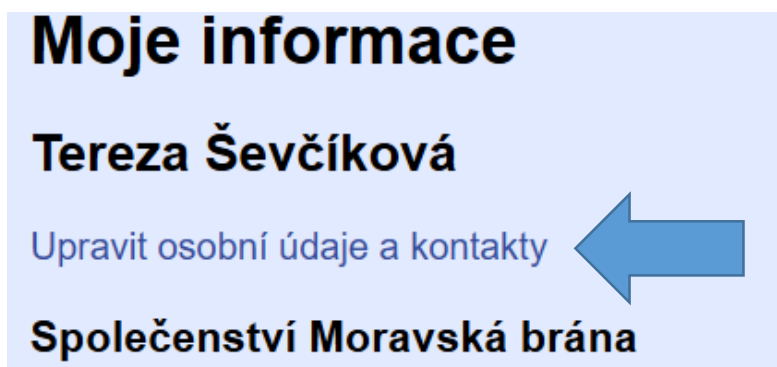 Moje informace
Tereza Ševčíková
Upravit osobní údaje a kontakty
Společenství Moravská brána